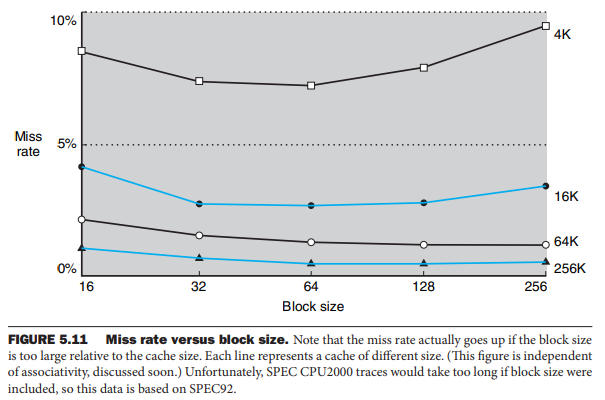 10%
4K
Miss
rate
5%
16K
64K
0%
256K
16 32 64 128 256
Block size
FIGURE 5.11 Miss rate versus block size. Note that the miss rate actually goes up if the block size
is too large relative to the cache size. Each line represents a cache of different size. (This figure is independent
of associativity, discussed soon.) Unfortunately, SPEC CPU2000 traces would take too long if block size were
included, so this data is based on SPEC92.